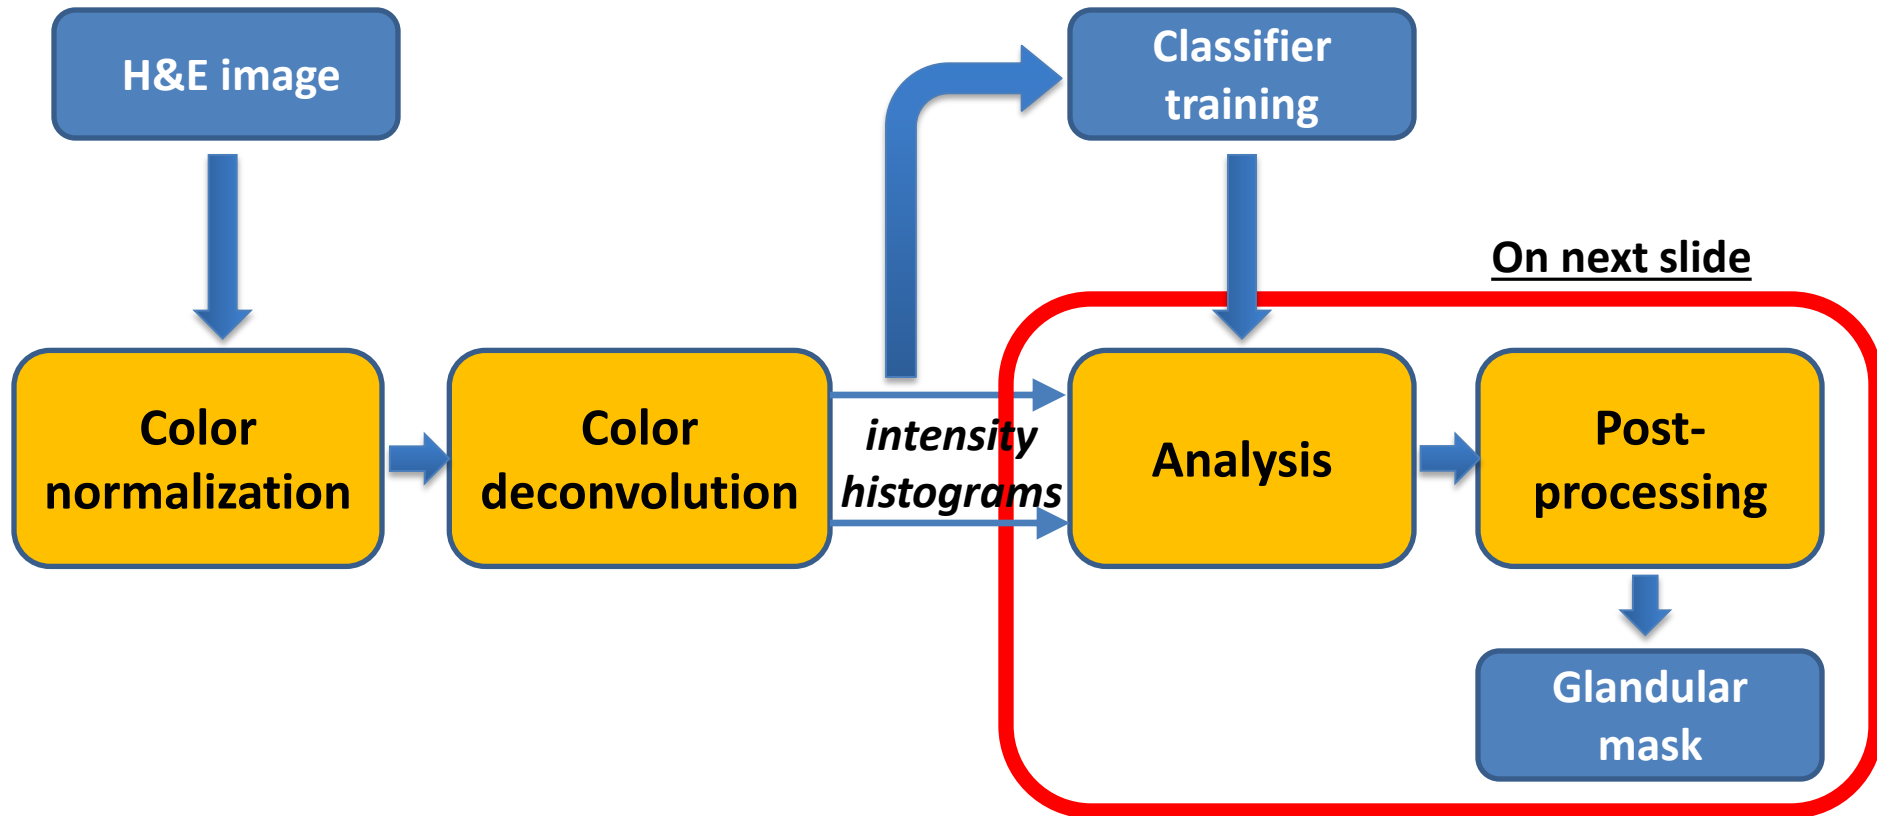 H&E image
Classifier
training
On next slide
Color
normalization
Color
deconvolution
intensity
histograms
Analysis
Post-
processing
Glandular
mask